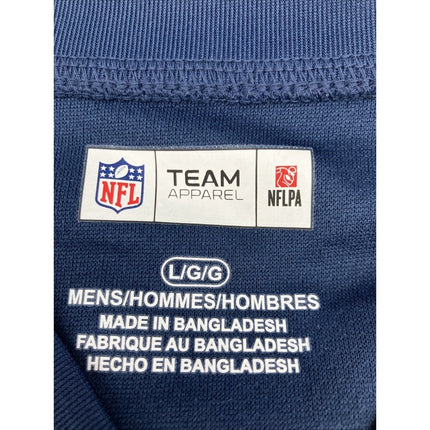 NFL
TEAM
APPAREL
NFLPA
L/G/G
MENS/HOMMES/HOMBRES
MADE IN BANGLADESH
FABRIQUE AU BANGLADESH
HECHO EN BANGLADESH